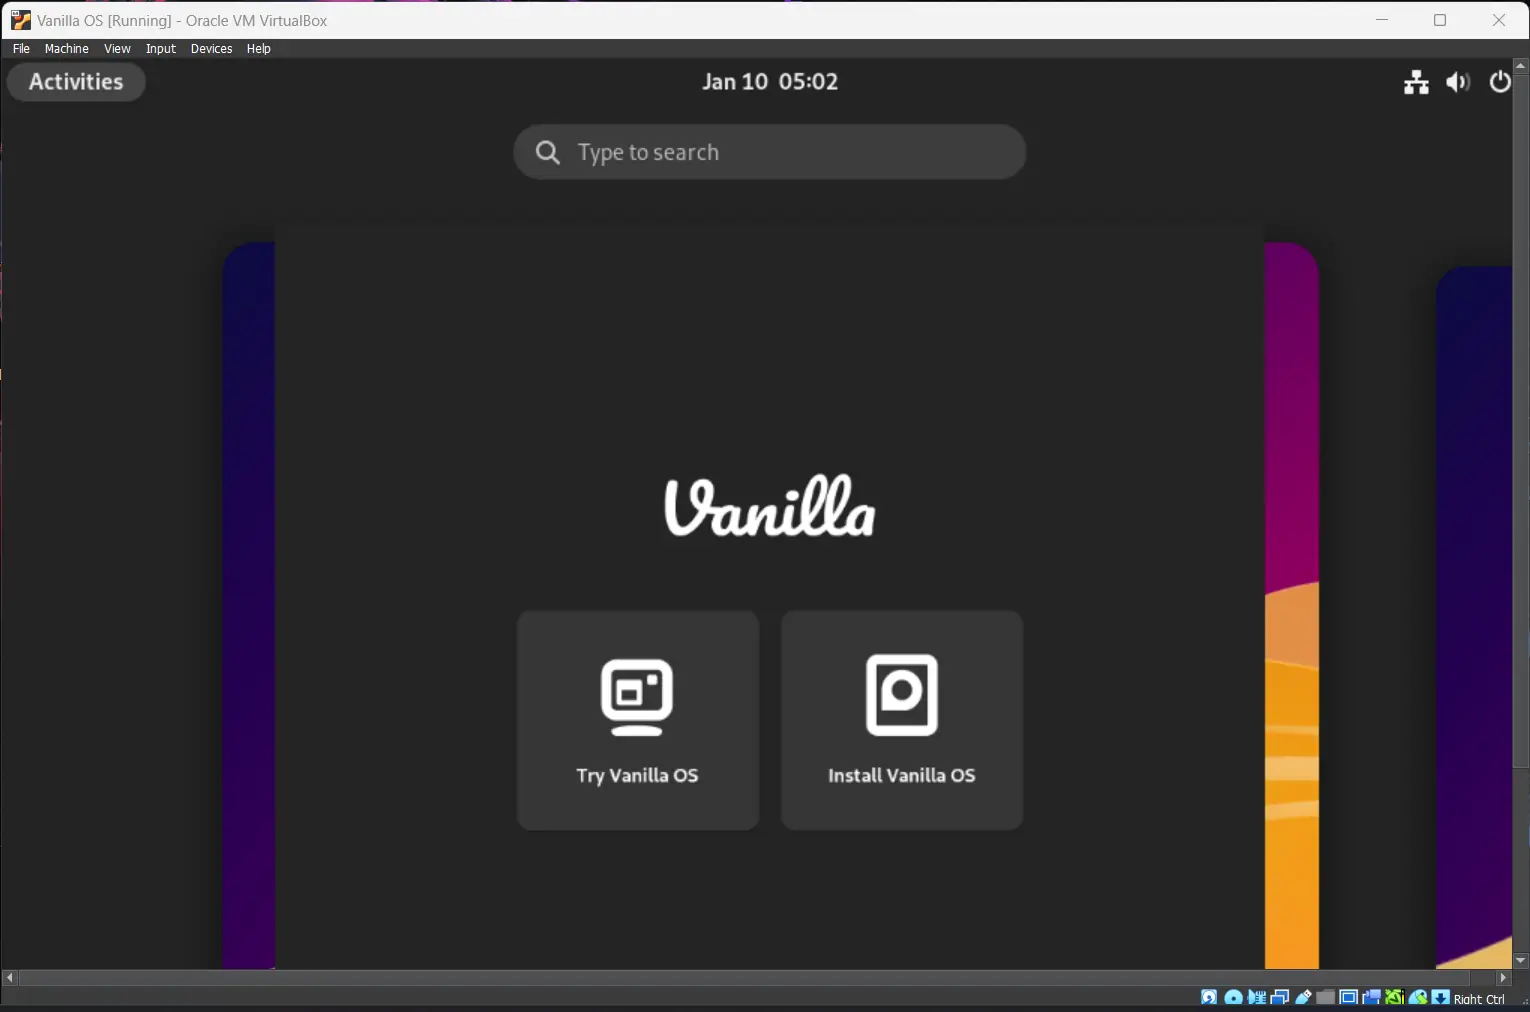 Vanilla OS [Running] - Oracle VM VirtualBox
File Machine View Input Devices Help
Activities
Jan 10 05:02
Type to search
Vanilla
Try Vanilla OS
Install Vanilla OS
Right Ctrl